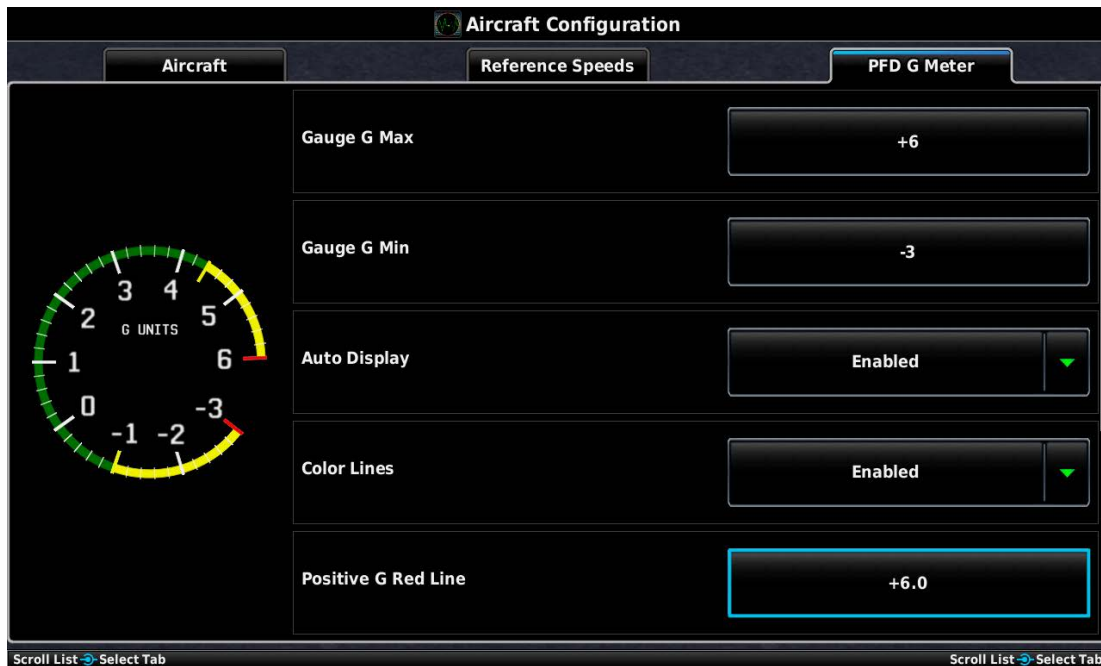 Aircraft Configuration
Aircraft
Reference Speeds
PFD G Meter
Gauge G Max
+6
Gauge G Min
-3
Auto Display
Enabled
Color Lines
Enabled
Positive G Red Line
+6.0
3
4
2
G UNITS
5
1
6
0
-3
-1
-2
Scroll List Select Tab
Scroll List Select Tab